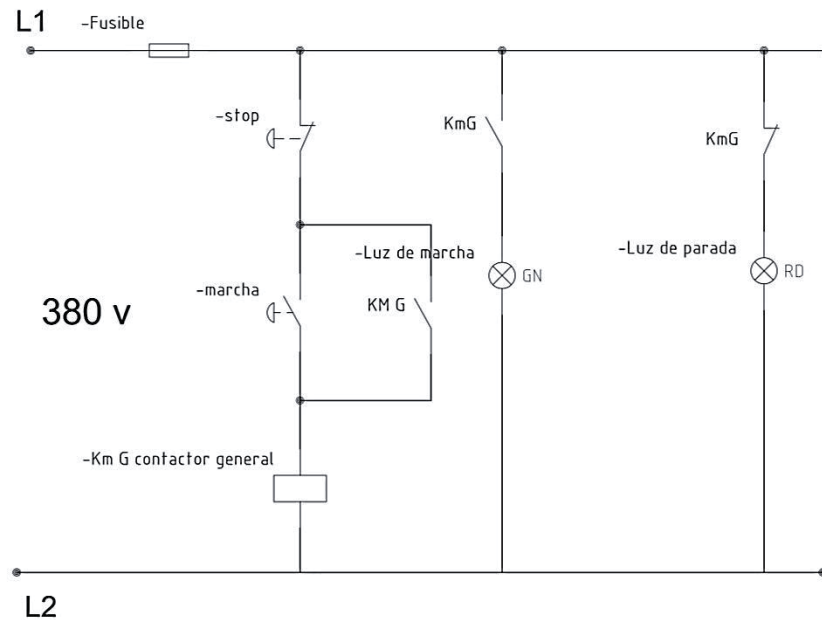 L1
-Fusible
-stop
KmG
KmG
-Luz de marcha
-Luz de parada
GN
RD
-marcha
380 v
KM G
-Km G contactor general
L2